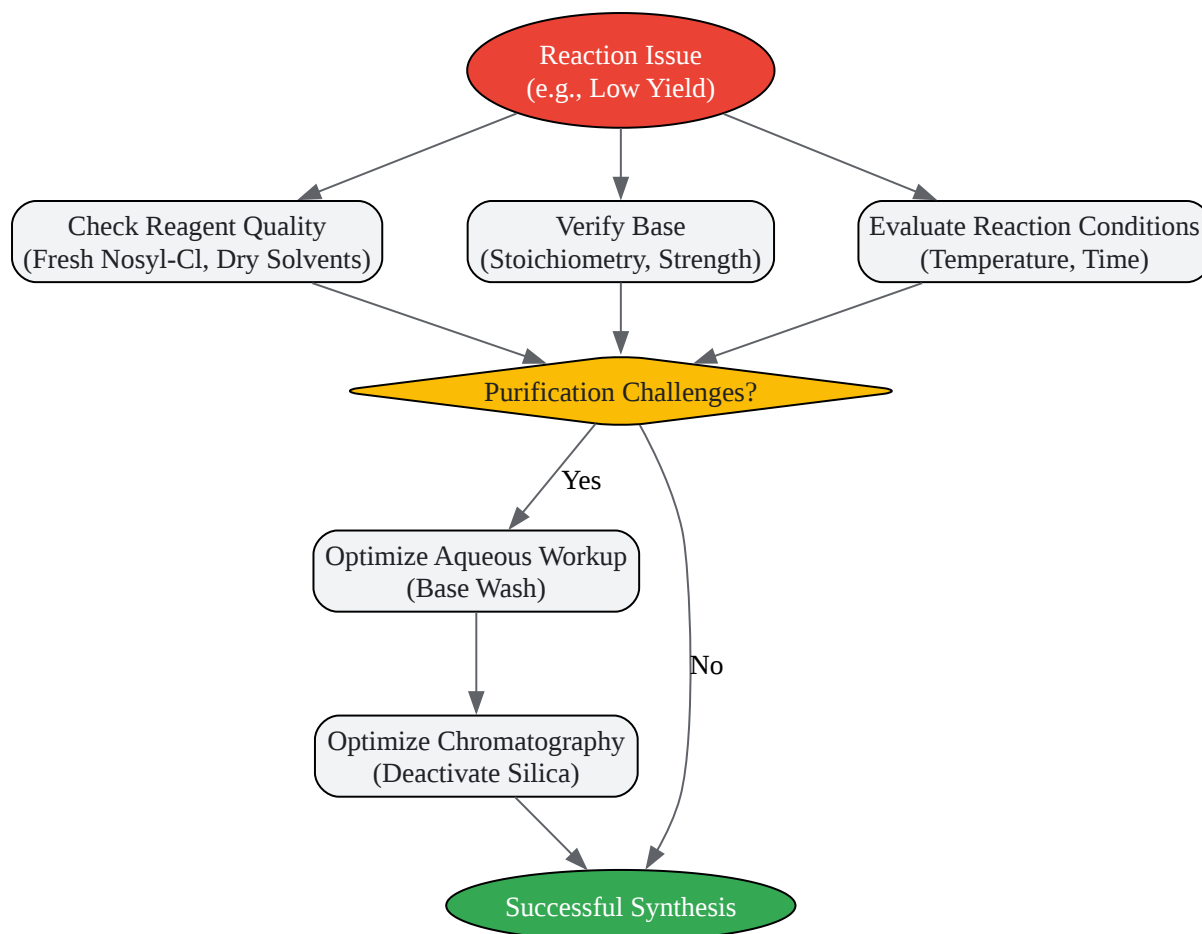 Reaction Issue
(e.g., Low Yield)
Check Reagent Quality
(Fresh Nosyl-Cl, Dry Solvents)
Verify Base
(Stoichiometry, Strength)
Evaluate Reaction Conditions
(Temperature, Time)
Purification Challenges?
Yes
Optimize Aqueous Workup
(Base Wash)
No
Optimize Chromatography
(Deactivate Silica)
Successful Synthesis